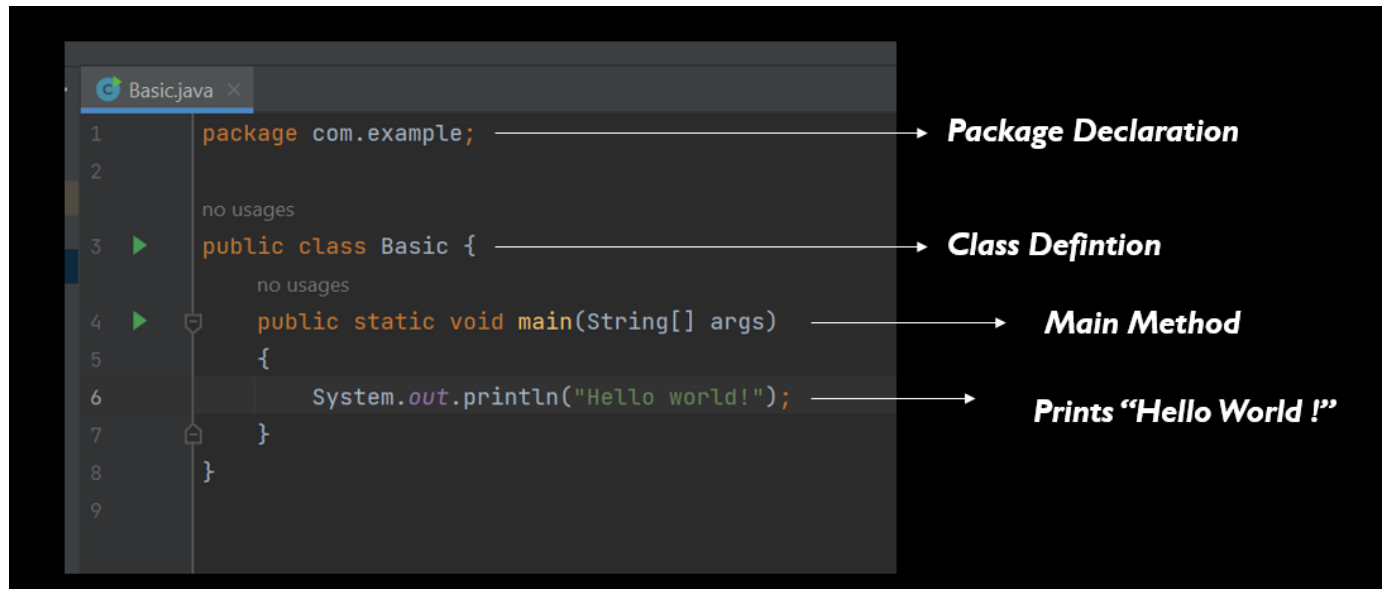 Basic.java
1 package com.example; Package Declaration
2
no usages
3 public class Basic { Class Defintion
no usages
4 public static void main(String[] args) Main Method
5 {
6 System.out.println("Hello world!"); Prints “Hello World !”
7 }
8 }
9